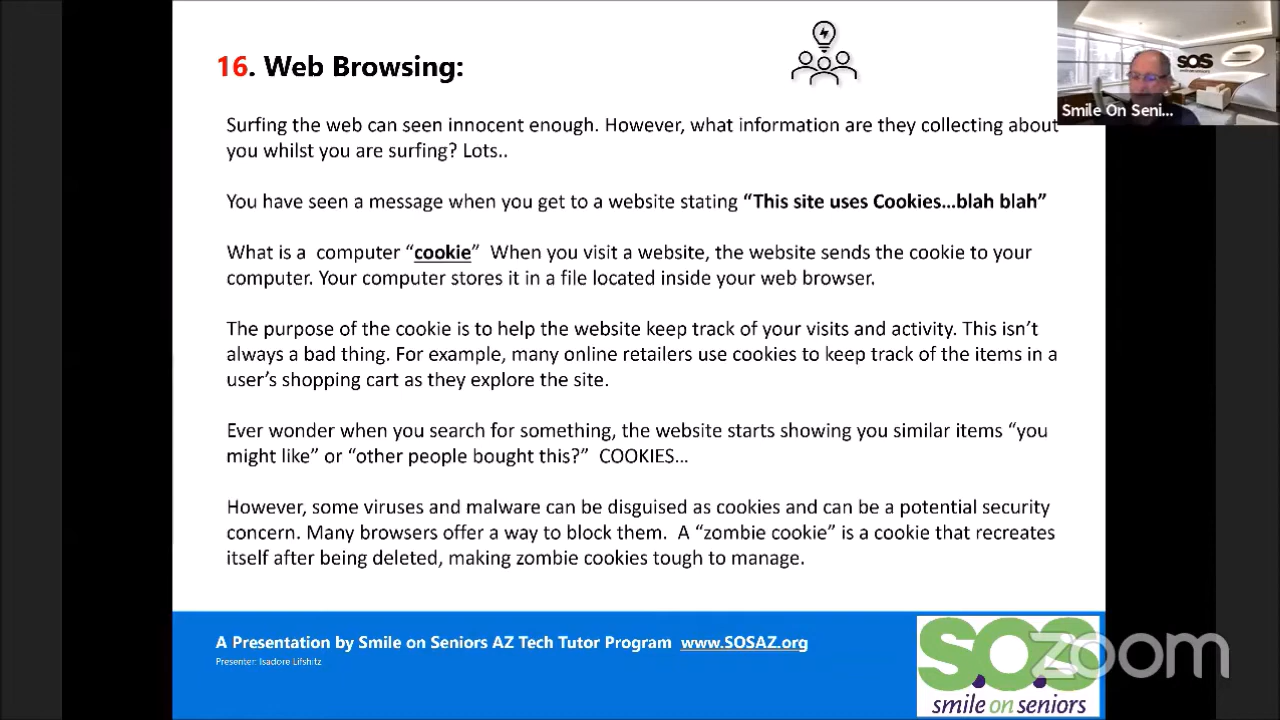 16. Web Browsing:
SOS
smile on seniors
Smile On Seni...
Surfing the web can seen innocent enough. However, what information are they collecting about
you whilst you are surfing? Lots..
You have seen a message when you get to a website stating “This site uses Cookies...blah blah”
What is a computer “cookie” When you visit a website, the website sends the cookie to your
computer. Your computer stores it in a file located inside your web browser.
The purpose of the cookie is to help the website keep track of your visits and activity. This isn’t
always a bad thing. For example, many online retailers use cookies to keep track of the items in a
user’s shopping cart as they explore the site.
Ever wonder when you search for something, the website starts showing you similar items “you
might like” or “other people bought this?” COOKIES...
However, some viruses and malware can be disguised as cookies and can be a potential security
concern. Many browsers offer a way to block them. A “zombie cookie” is a cookie that recreates
itself after being deleted, making zombie cookies tough to manage.
A Presentation by Smile on Seniors AZ Tech Tutor Program www.SOSAZ.org
Presenter: Isadore Lifshitz
S.O.S
zoom
smile on seniors